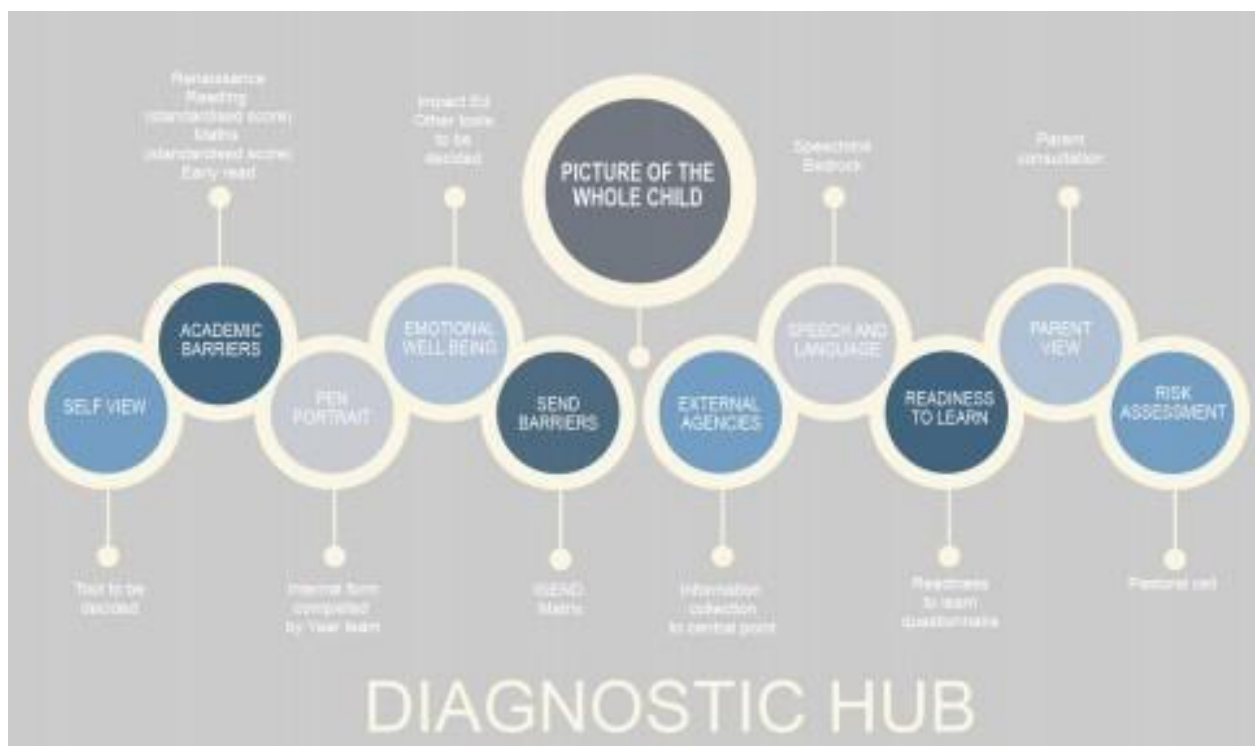 Renaissance
Reading
(standardised score)
Maths
(standardised score)
Early read
Impact Ed
Other tools
to be
decided
PICTURE OF THE
WHOLE CHILD
Speechlink
Bedrock
Parent
consultation
ACADEMIC
BARRIERS
EMOTIONAL
WELL BEING
SPEECH AND
LANGUAGE
PARENT
VIEW
SELF VIEW
PEN
PORTRAIT
SEND
BARRIERS
EXTERNAL
AGENCIES
READINESS
TO LEARN
RISK
ASSESSMENT
Tool to be
decided
Internal form
completed
by Year team
Matrix
Information
collection
to central point
Readiness
to learn
questionnaire
Pastoral cell
DIAGNOSTIC HUB